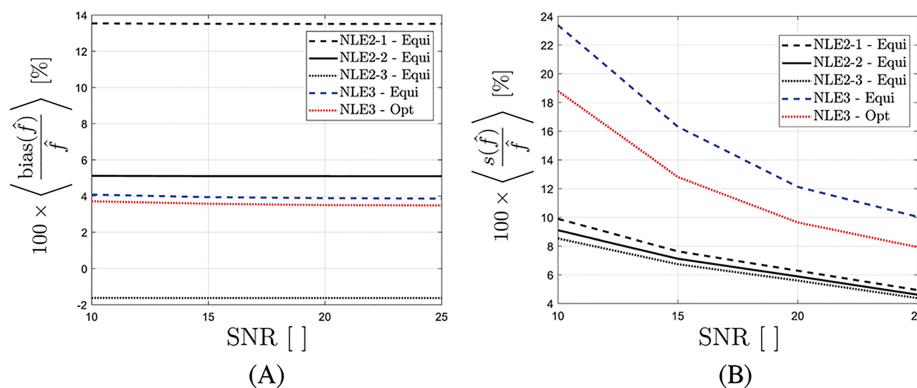 14
12
10
8
6
4
2
0
-2
10
15
20
25
100 × ⟨bias(f̂)/f̂⟩ [%]
SNR [ ]
NLE2-1 - Equi
NLE2-2 - Equi
NLE2-3 - Equi
NLE3 - Equi
NLE3 - Opt
(A)
24
22
20
18
16
14
12
10
8
6
4
10
15
20
25
100 × ⟨s(f̂)/f̂⟩ [%]
SNR [ ]
NLE2-1 - Equi
NLE2-2 - Equi
NLE2-3 - Equi
NLE3 - Equi
NLE3 - Opt
(B)